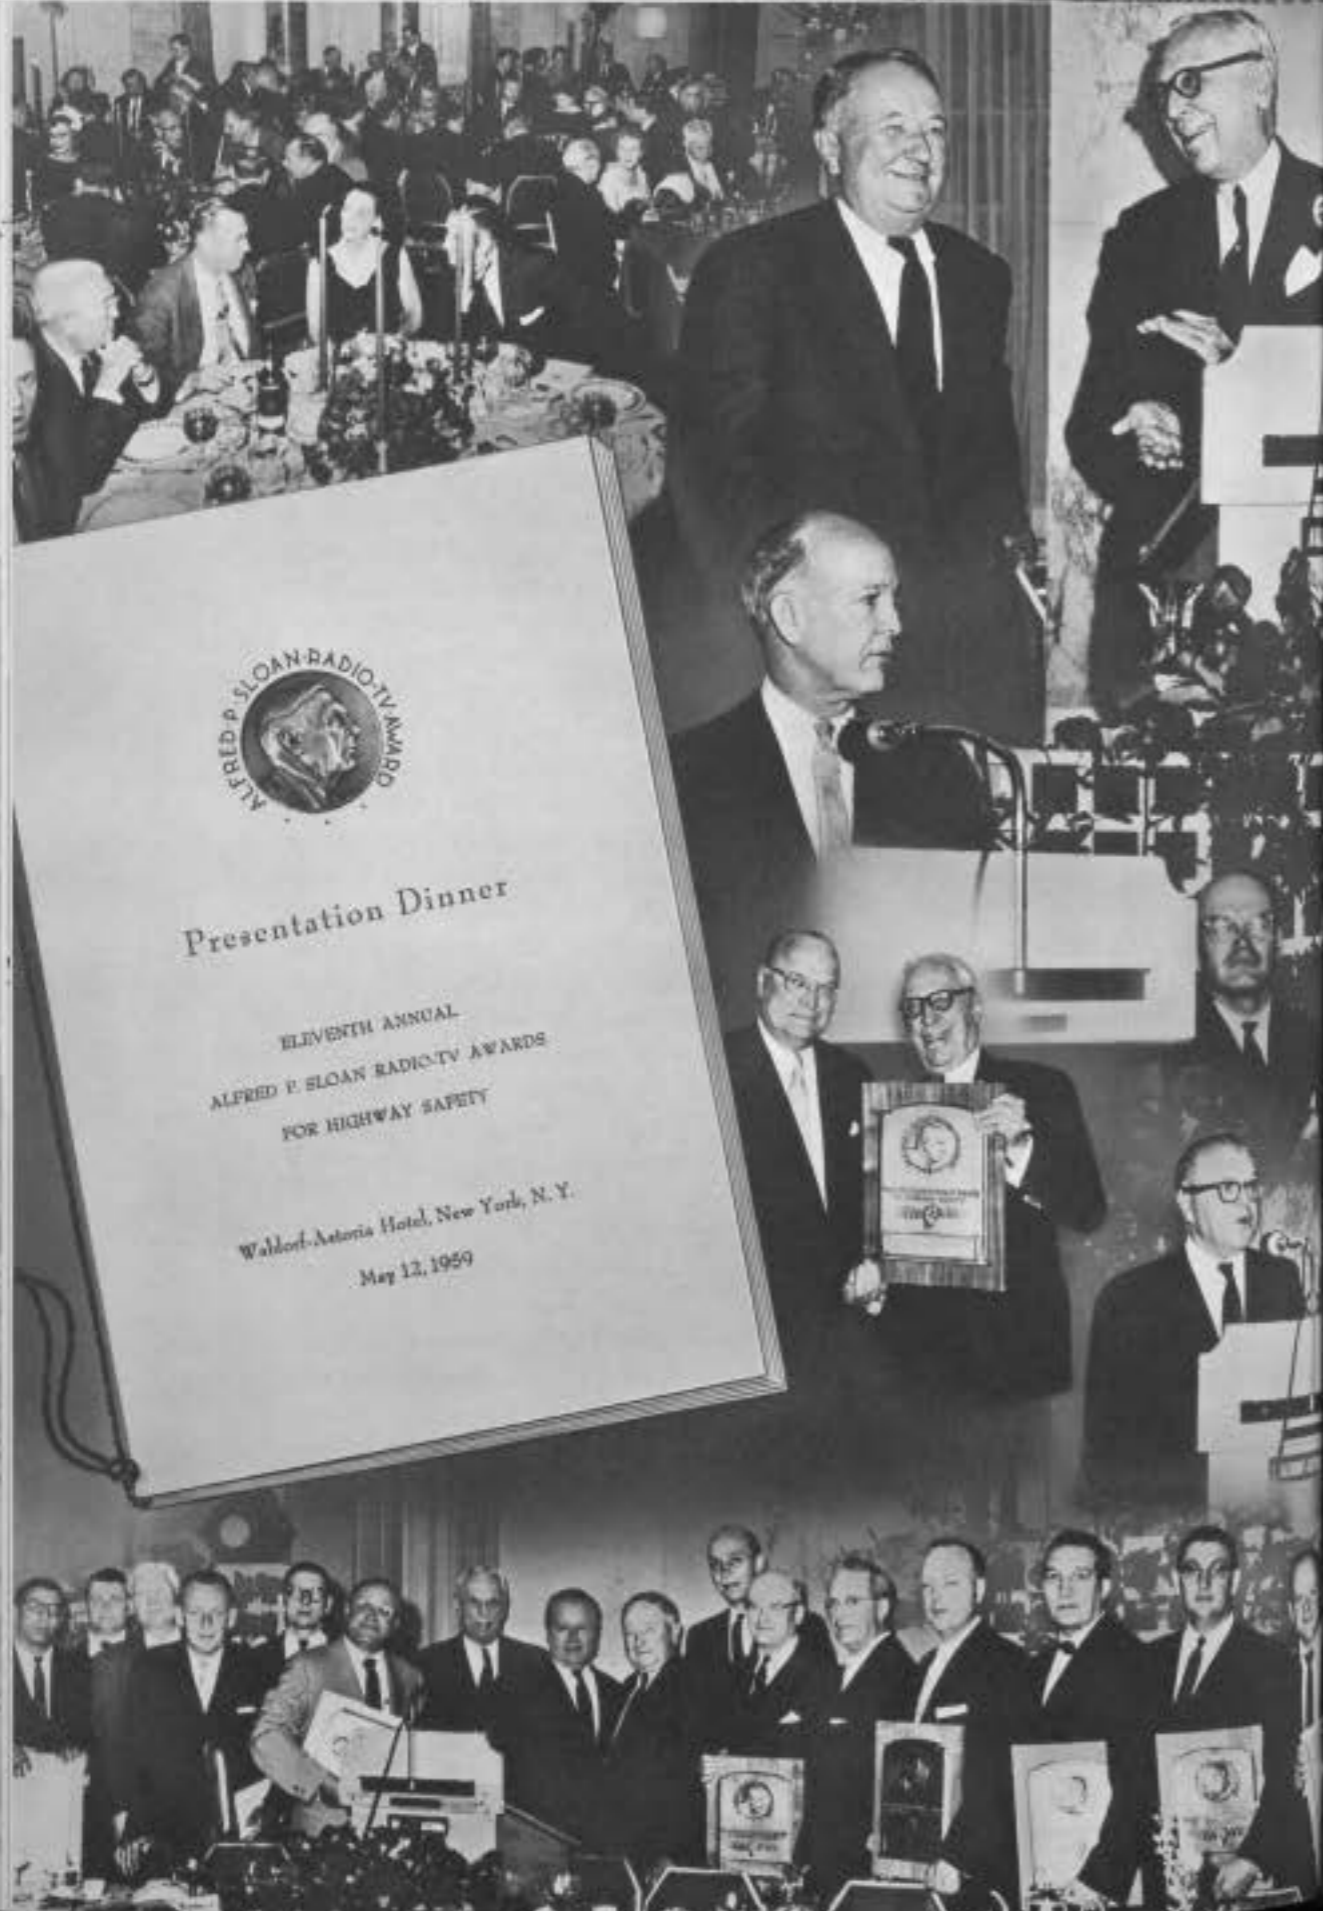 ALFRED·P·SLOAN·RADIO·TV·AWARD
Presentation Dinner
ELEVENTH ANNUAL
ALFRED P. SLOAN RADIO-TV AWARDS
FOR HIGHWAY SAFETY
Waldorf-Astoria Hotel, New York, N. Y.
May 12, 1959